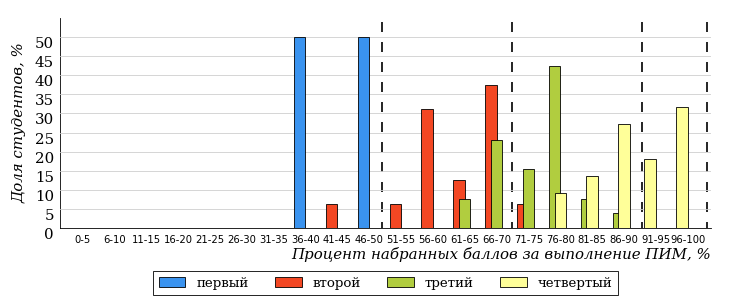 Доля студентов, %
50
45
40
35
30
25
20
15
10
5
0
0-5 6-10 11-15 16-20 21-25 26-30 31-35 36-40 41-45 46-50 51-55 56-60 61-65 66-70 71-75 76-80 81-85 86-90 91-95 96-100
Процент набранных баллов за выполнение ПИМ, %
первый второй третий четвертый